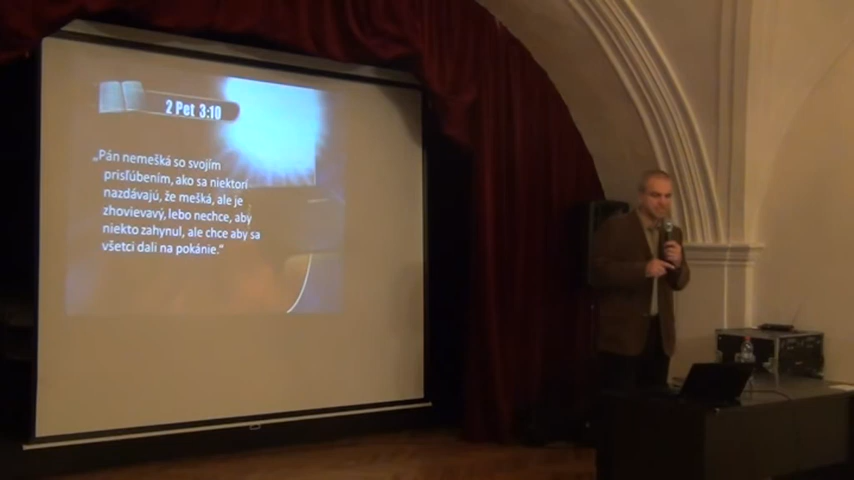 2 Pet 3:10
„Pán nemešká so svojím
prisľúbením, ako sa niektorí
nazdávajú, že mešká, ale je
zhovievavý, lebo nechce, aby
niekto zahynul, ale chce aby sa
všetci dali na pokánie.“